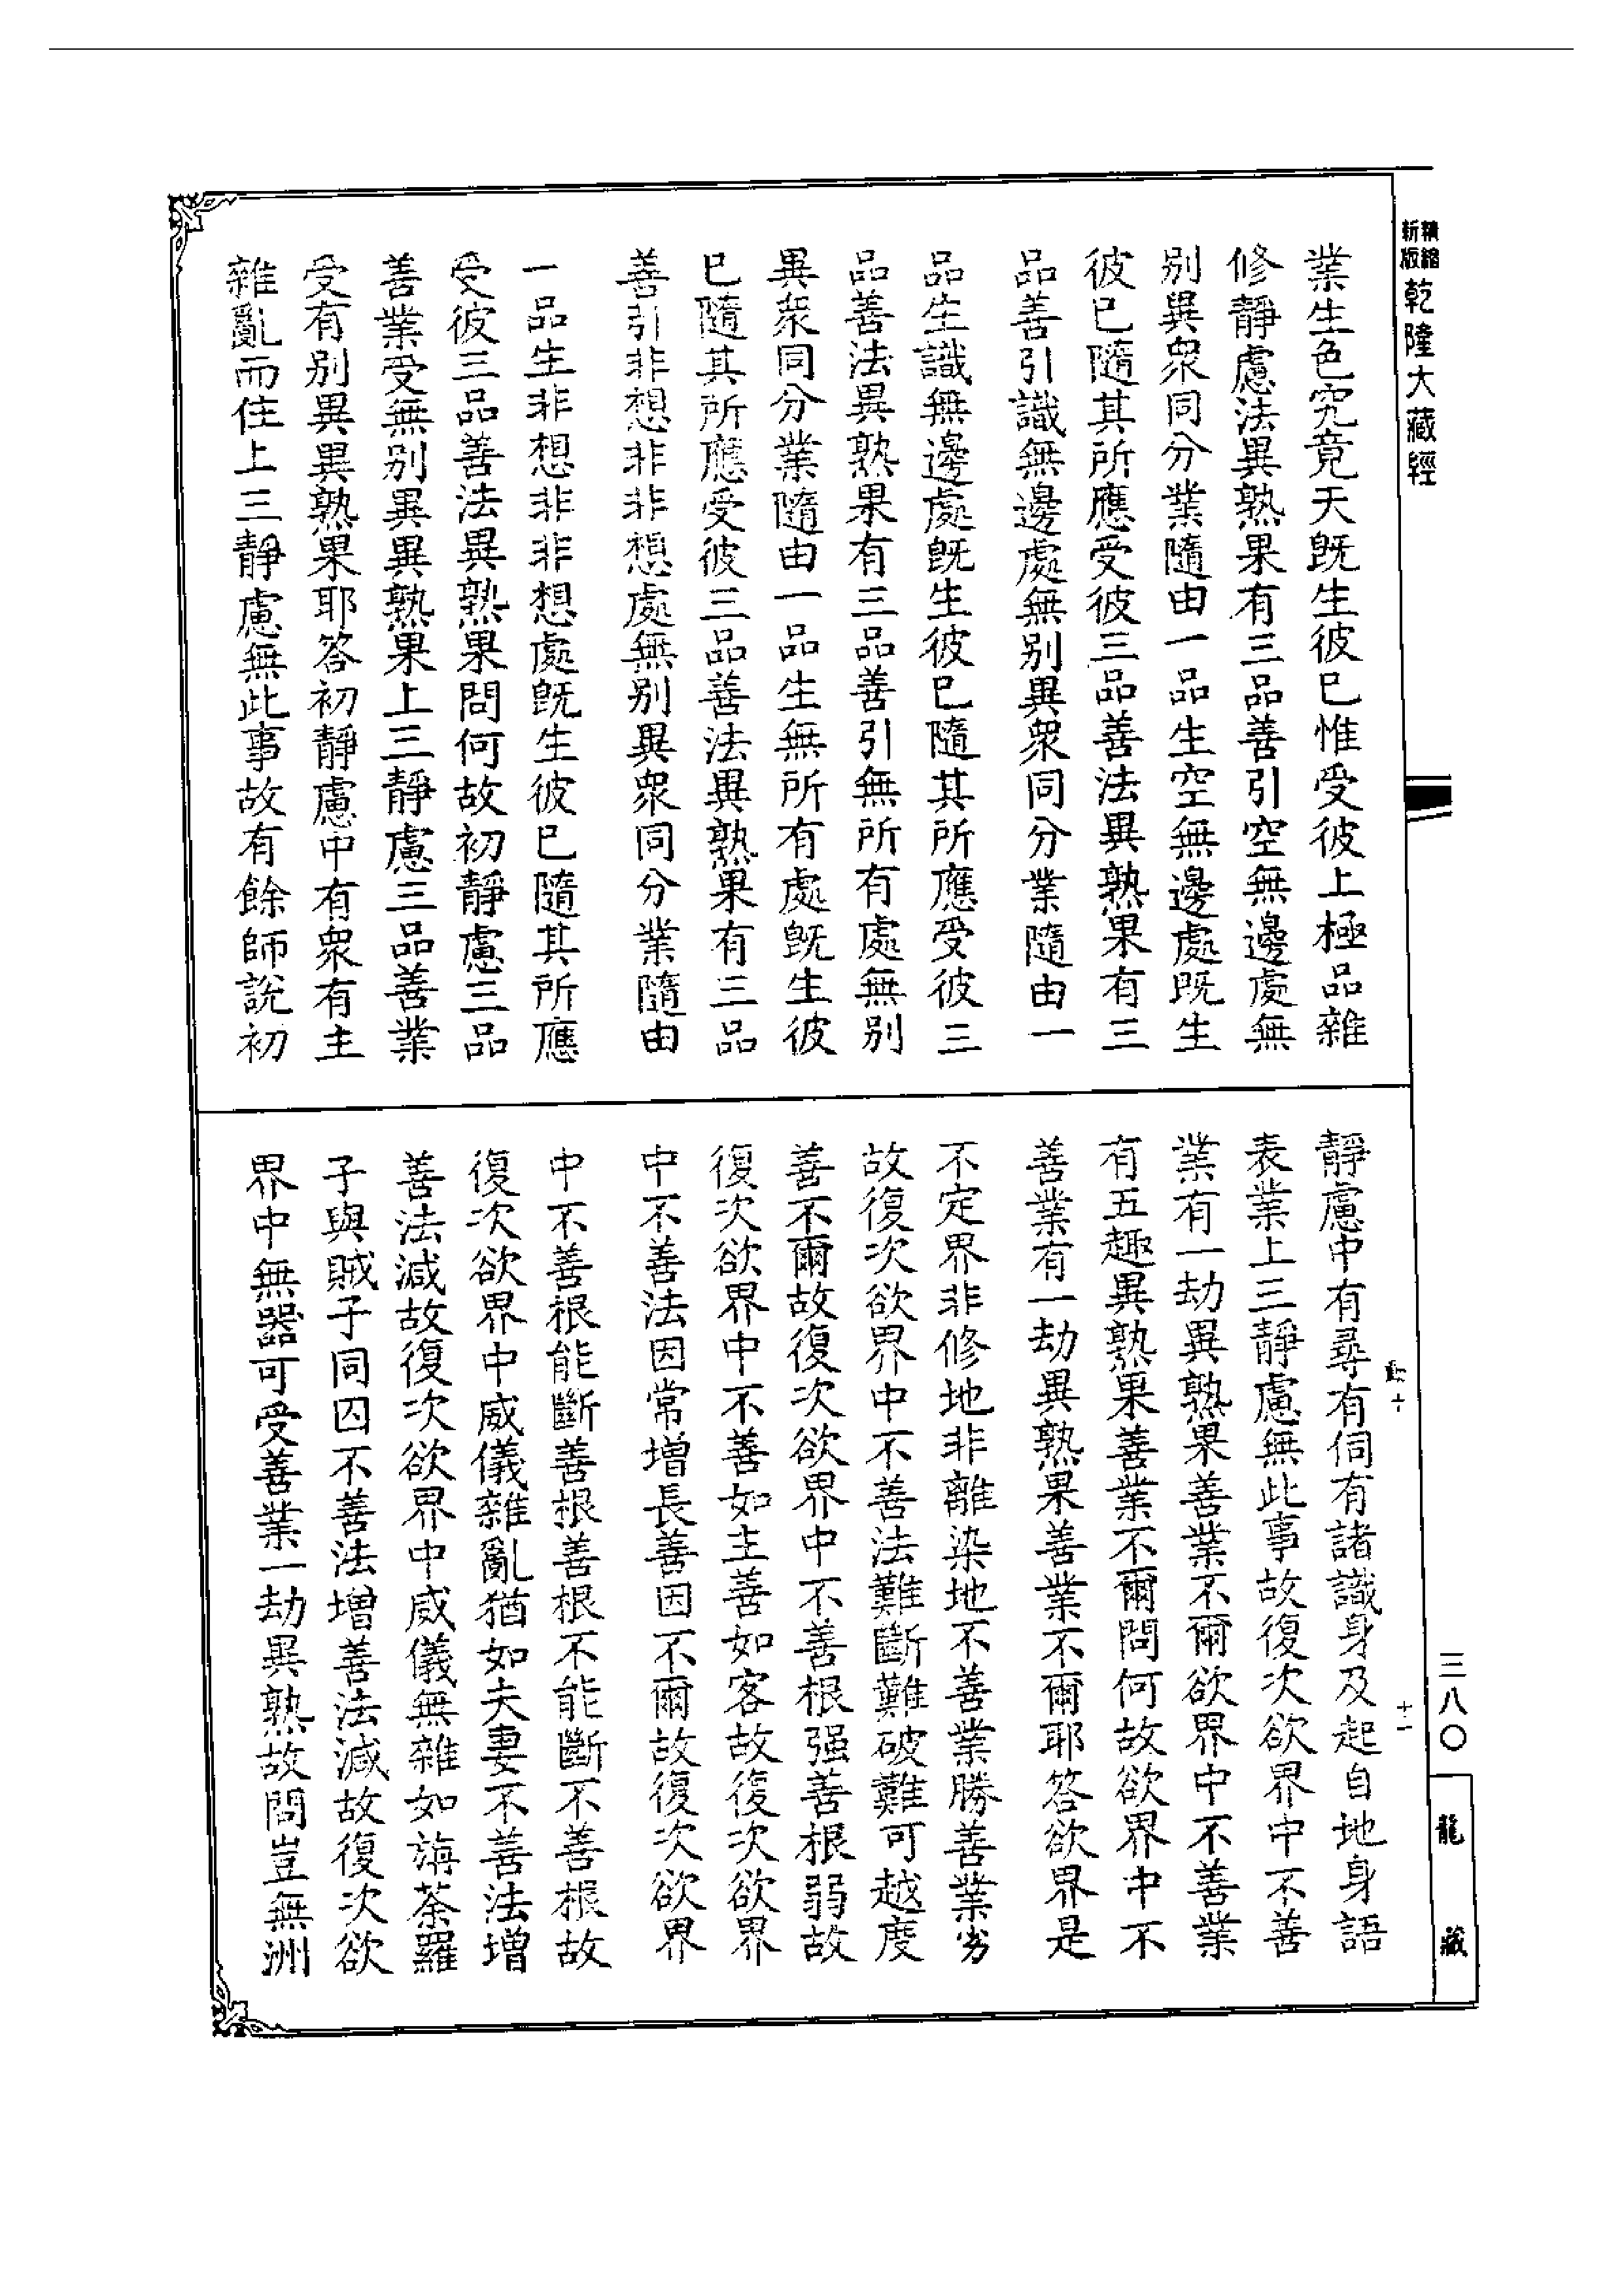 精縮
新版
乾隆大藏經
業生色究竟天既生彼已惟受彼上極品雜
修靜慮法異熟果有三品善引空無邊處無
別異衆同分業隨由一品生空無邊處既生
彼已隨其所應受彼三品善法異熟果有三
品善引識無邊處無別異衆同分業隨由一
品生識無邊處既生彼已隨其所應受彼三
品善法異熟果有三品善引無所有處無別
異衆同分業隨由一品生無所有處既生彼
已隨其所應受彼三品善法異熟果有三品
善引非想非非想處無別異衆同分業隨由
一品生非想非非想處既生彼已隨其所應
受彼三品善法異熟果問何故初靜慮三品
善業受無別異異熟果上三靜慮三品善業
受有別異異熟果耶答初靜慮中有衆有主
雜亂而住上三靜慮無此事故有餘師說初
靜慮中有尋有伺有諸識身及起自地身語
表業上三靜慮無此事故復次欲界中不善
業有一劫異熟果善業不爾欲界中不善業
有五趣異熟果善業不爾問何故欲界中不
善業有一劫異熟果善業不爾耶答欲界是
不定界非修地非離染地不善業勝善業劣
故復次欲界中不善法難斷難破難可越度
善不爾故復次欲界中不善根强善根弱故
復次欲界中不善如主善如客故復次欲界
中不善法因常增長善因不爾故復次欲界
中不善根能斷善根善根不能斷不善根故
復次欲界中威儀雜亂猶如夫妻不善法增
善法減故復次欲界中威儀無雜如旃荼羅
子與賊子同囚不善法增善法減故復次欲
界中無器可受善業一劫異熟故問豈無洲
十
十一
三八〇
龍藏